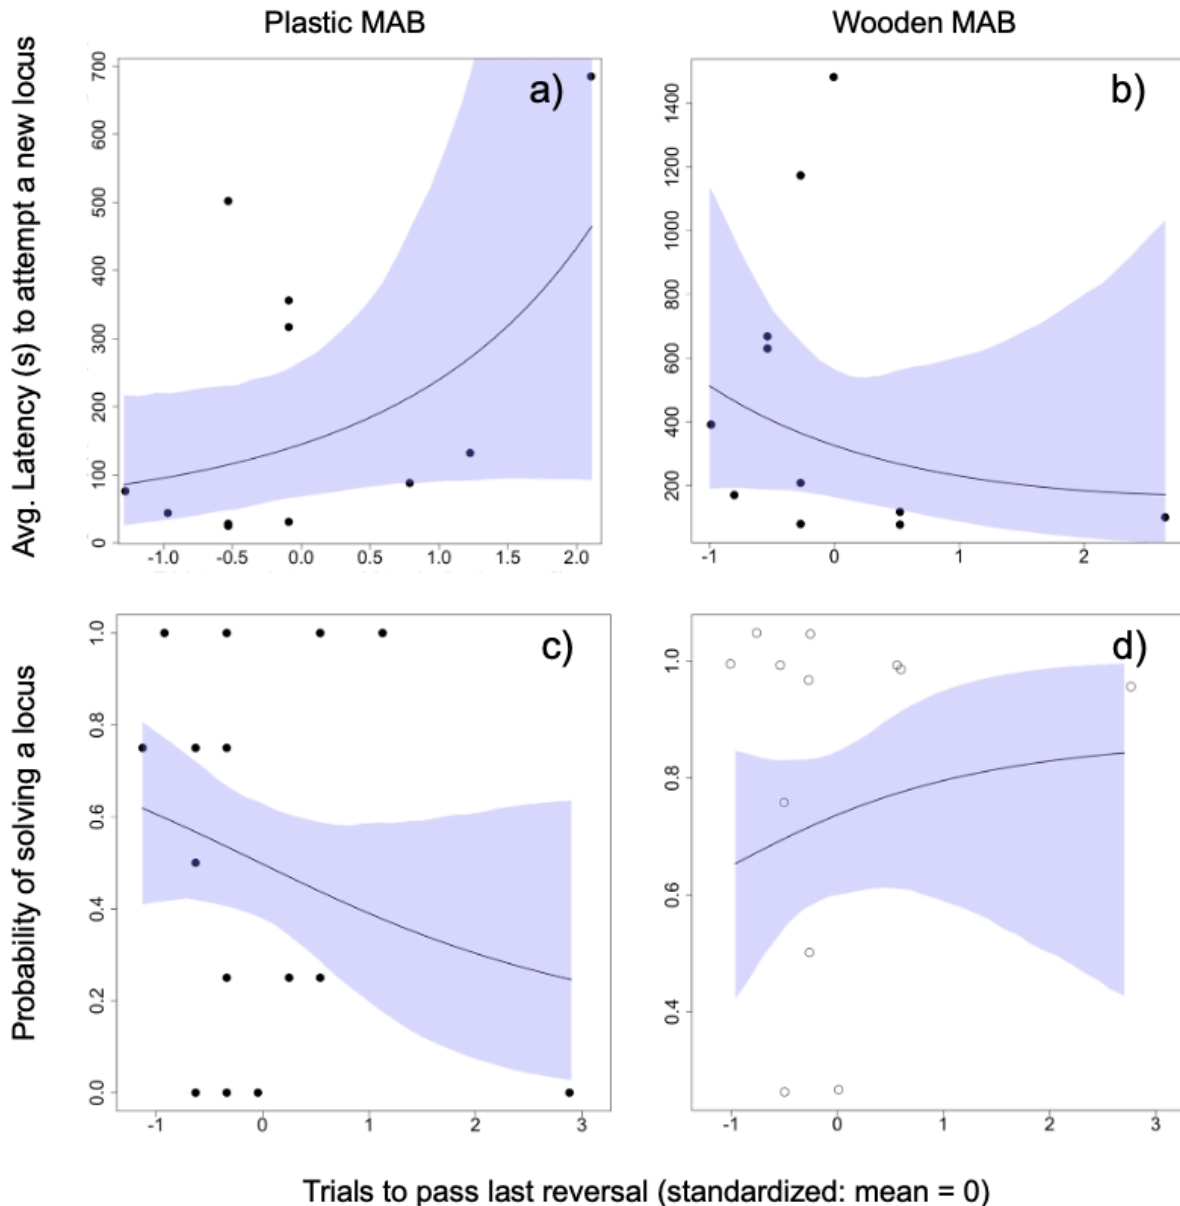 Plastic MAB
Wooden MAB
Avg. Latency (s) to attempt a new locus
a)
700
600
500
400
300
200
100
0
-1.0 -0.5 0.0 0.5 1.0 1.5 2.0
b)
1400
1200
1000
800
600
400
200
-1 0 1 2
Probability of solving a locus
c)
1.0
0.8
0.6
0.4
0.2
0.0
-1 0 1 2 3
d)
1.0
0.8
0.6
0.4
-1 0 1 2 3
Trials to pass last reversal (standardized: mean = 0)